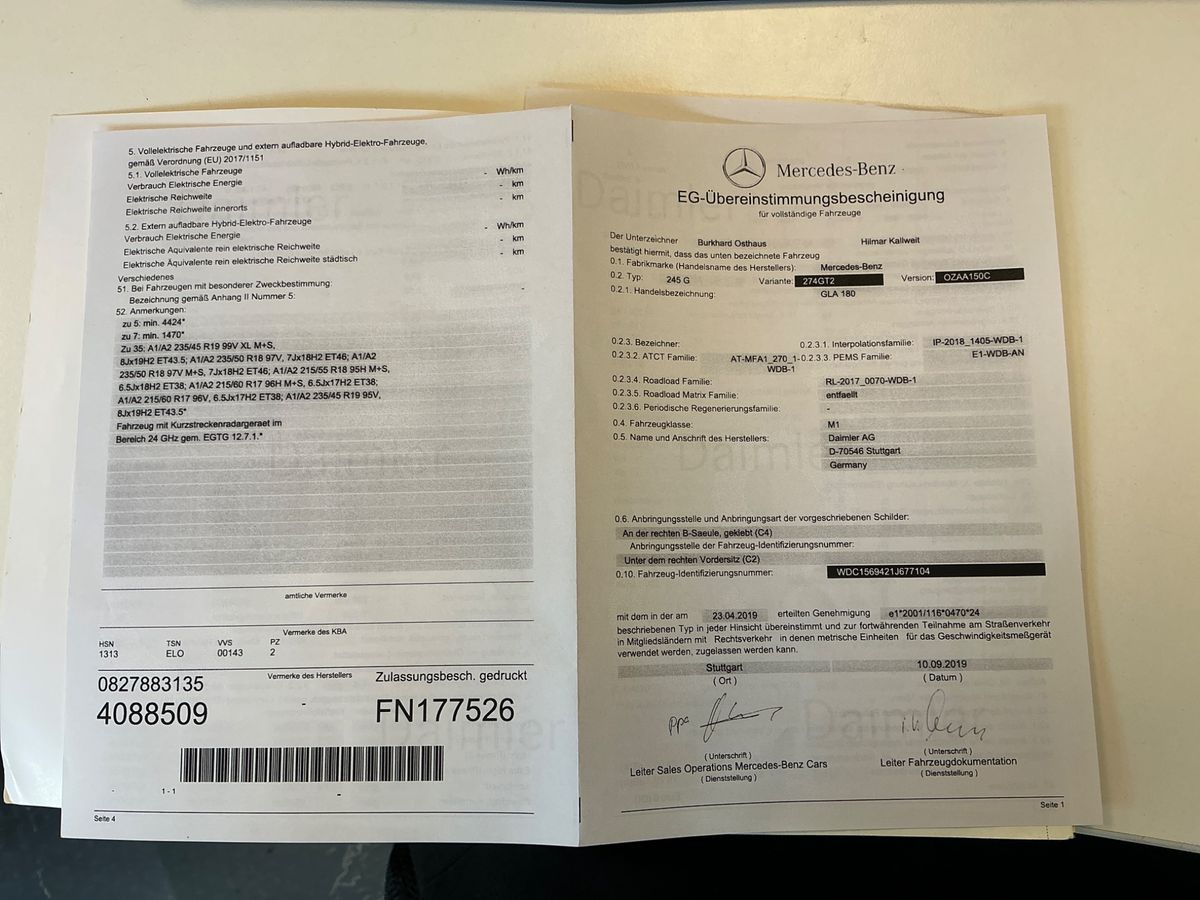 5. Vollelektrische Fahrzeuge und extern aufladbare Hybrid-Elektro-Fahrzeuge,
gemäß Verordnung (EU) 2017/1151
5.1. Vollelektrische Fahrzeuge
Verbrauch Elektrische Energie - Wh/km
Elektrische Reichweite - km
Elektrische Reichweite innerorts - km
5.2. Extern aufladbare Hybrid-Elektro-Fahrzeuge
Verbrauch Elektrische Energie - Wh/km
Elektrische Äquivalente rein elektrische Reichweite - km
Elektrische Äquivalente rein elektrische Reichweite städtisch - km
Verschiedenes
51. Bei Fahrzeugen mit besonderer Zweckbestimmung:
Bezeichnung gemäß Anhang II Nummer 5: -
52. Anmerkungen:
zu 5: min. 4424*
zu 7: min. 1470*
Zu 35: A1/A2 235/45 R19 99V XL M+S,
8Jx19H2 ET43.5; A1/A2 235/50 R18 97V, 7Jx18H2 ET46; A1/A2
235/50 R18 97V M+S, 7Jx18H2 ET46; A1/A2 215/55 R18 95H M+S,
6.5Jx18H2 ET38; A1/A2 215/60 R17 96H M+S, 6.5Jx17H2 ET38;
A1/A2 215/60 R17 96V, 6.5Jx17H2 ET38; A1/A2 235/45 R19 95V,
8Jx19H2 ET43.5*
Fahrzeug mit Kurzstreckenradargeraet im
Bereich 24 GHz gem. EGTG 12.7.1.*
amtliche Vermerke
Vermerke des KBA
HSN TSN VVS PZ
1313 ELO 00143 2
Vermerke des Herstellers Zulassungsbesch. gedruckt
0827883135
4088509 - FN177526
1 - 1
Seite 4
Mercedes-Benz
EG-Übereinstimmungsbescheinigung
für vollständige Fahrzeuge
Der Unterzeichner Burkhard Osthaus Hilmar Kallweit
bestätigt hiermit, dass das unten bezeichnete Fahrzeug
0.1. Fabrikmarke (Handelsname des Herstellers): Mercedes-Benz
0.2. Typ: 245 G Variante: 274GT2 Version: OZAA150C
0.2.1. Handelsbezeichnung: GLA 180
0.2.3. Bezeichner: 0.2.3.1. Interpolationsfamilie: IP-2018_1405-WDB-1
0.2.3.2. ATCT Familie: AT-MFA1_270_1-WDB-1 0.2.3.3. PEMS Familie: E1-WDB-AN
0.2.3.4. Roadload Familie: RL-2017_0070-WDB-1
0.2.3.5. Roadload Matrix Familie: entfaellt
0.2.3.6. Periodische Regenerierungsfamilie: -
0.4. Fahrzeugklasse: M1
0.5. Name und Anschrift des Herstellers: Daimler AG
D-70546 Stuttgart
Germany
0.6. Anbringungsstelle und Anbringungsart der vorgeschriebenen Schilder:
An der rechten B-Saeule, geklebt (C4)
Anbringungsstelle der Fahrzeug-Identifizierungsnummer:
Unter dem rechten Vordersitz (C2)
0.10. Fahrzeug-Identifizierungsnummer: WDC1569421J677104
mit dem in der am 23.04.2019 erteilten Genehmigung e1*2001/116*0470*24
beschriebenen Typ in jeder Hinsicht übereinstimmt und zur fortwährenden Teilnahme am Straßenverkehr
in Mitgliedsländern mit Rechtsverkehr in denen metrische Einheiten für das Geschwindigkeitsmeßgerät
verwendet werden, zugelassen werden kann.
Stuttgart 10.09.2019
( Ort ) ( Datum )
ppa
( Unterschrift ) ( Unterschrift )
Leiter Sales Operations Mercedes-Benz Cars Leiter Fahrzeugdokumentation
( Dienststellung ) ( Dienststellung )
Seite 1